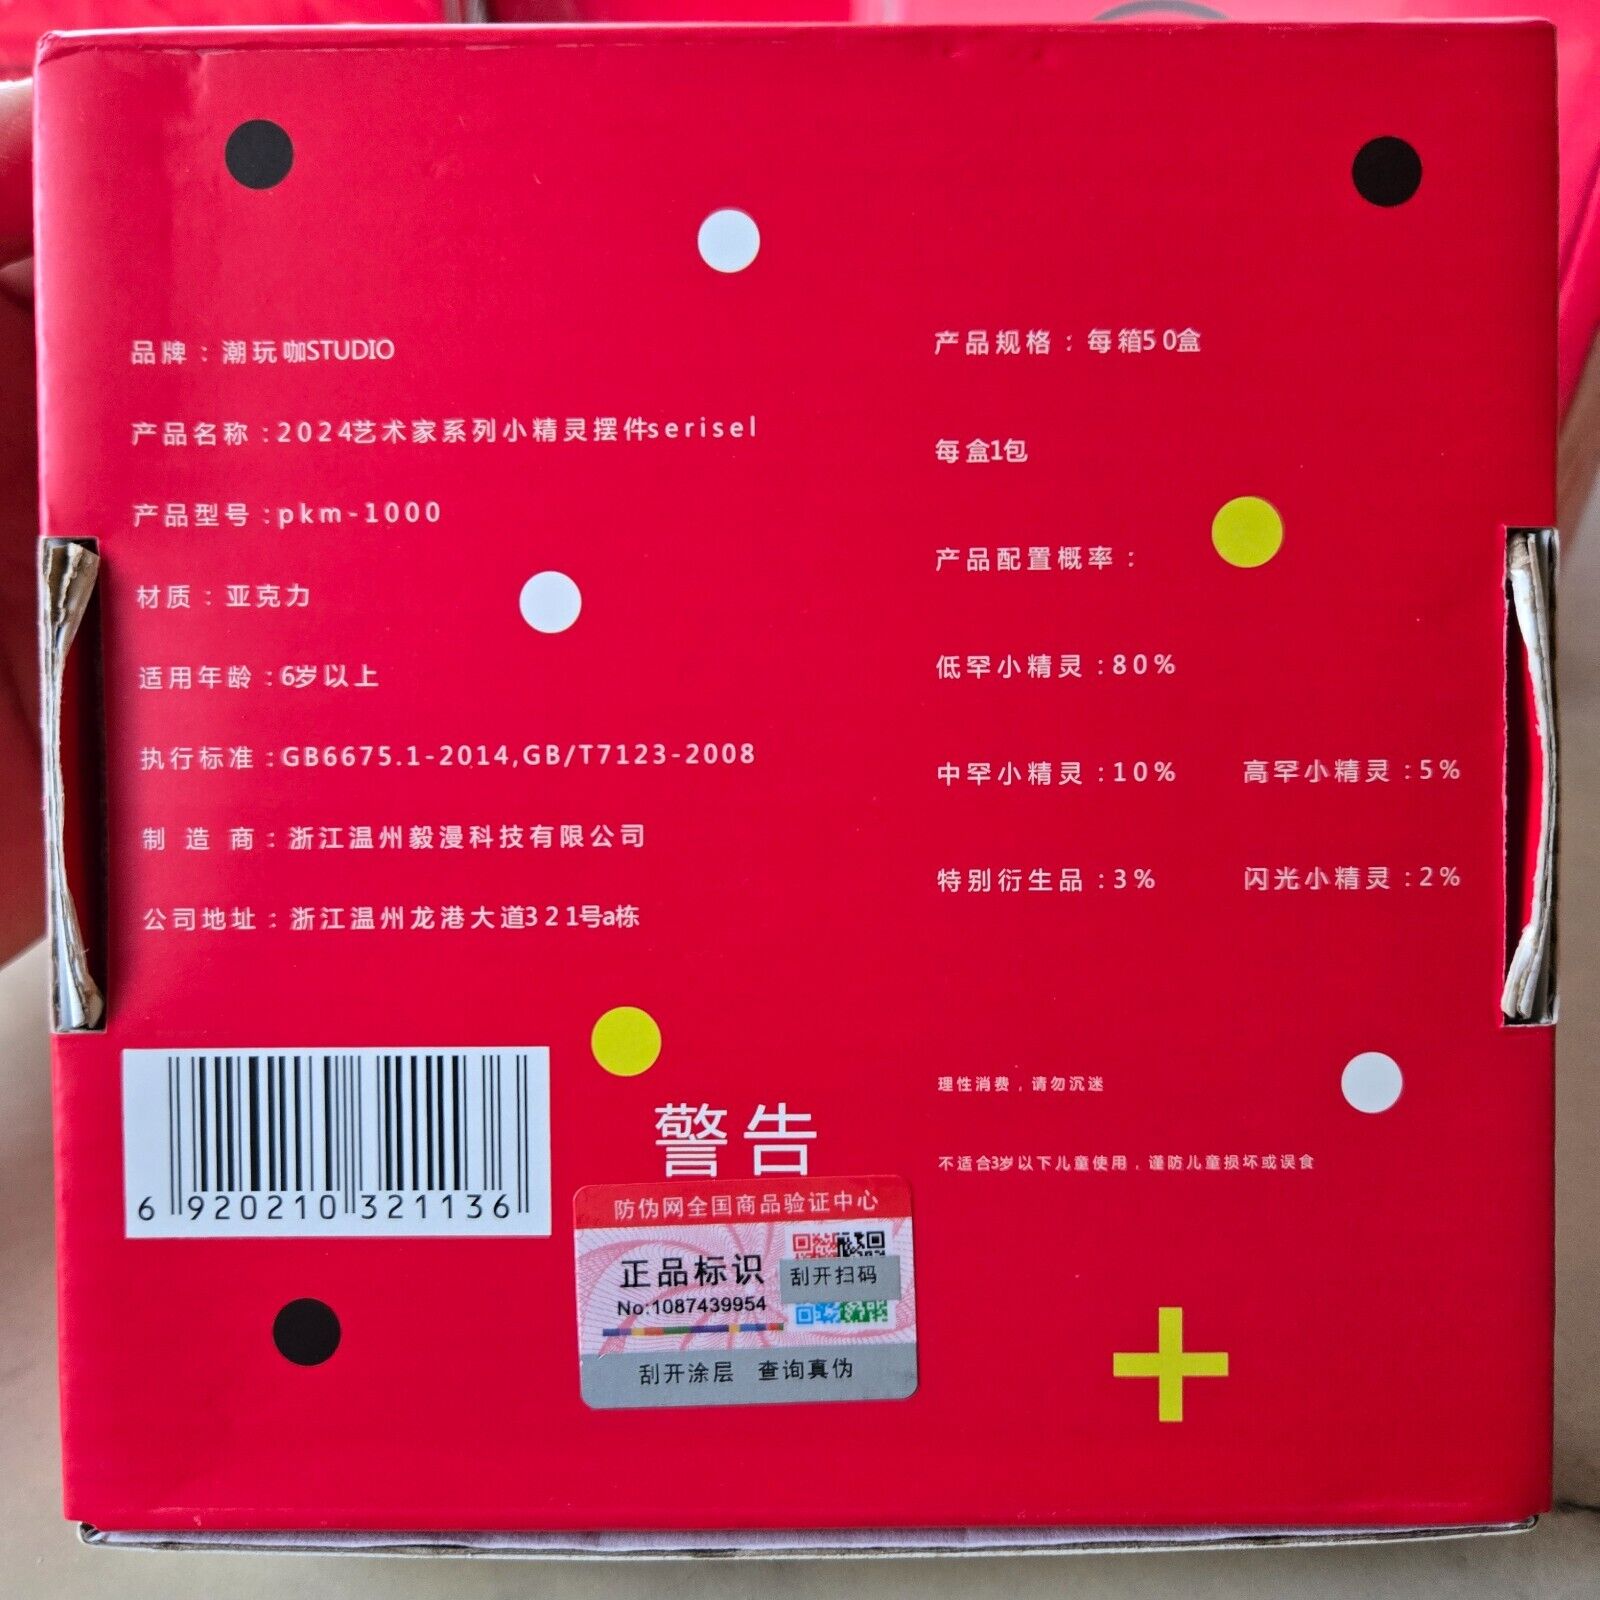 品牌：潮玩咖STUDIO
产品名称：2024艺术家系列小精灵摆件serisel
产品型号：pkm-1000
材质：亚克力
适用年龄：6岁以上
执行标准：GB6675.1-2014,GB/T7123-2008
制造商：浙江温州毅漫科技有限公司
公司地址：浙江温州龙港大道321号a栋
产品规格：每箱50盒
每盒1包
产品配置概率：
低罕小精灵：80%
中罕小精灵：10% 高罕小精灵：5%
特别衍生品：3% 闪光小精灵：2%
6 920210 321136
警告
理性消费，请勿沉迷
不适合3岁以下儿童使用，谨防儿童损坏或误食
防伪网全国商品验证中心
正品标识
No:1087439954
刮开扫码
刮开涂层 查询真伪